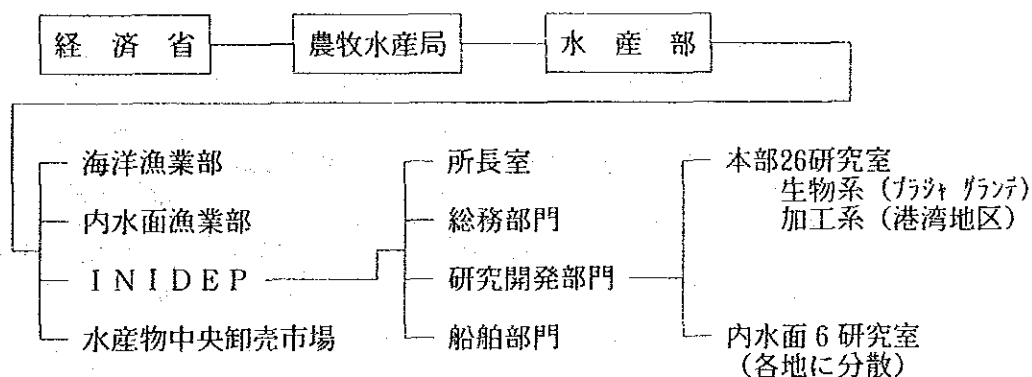 経済省 農牧水産局 水産部
海洋漁業部 所長室 本部26研究室
生物系 (ﾌﾟﾗｼﾞｬ ｸﾞﾗﾝﾃﾞ)
内水面漁業部 総務部門 加工系 (港湾地区)
INIDEP 研究開発部門
水産物中央卸売市場 船舶部門 内水面6研究室
(各地に分散)